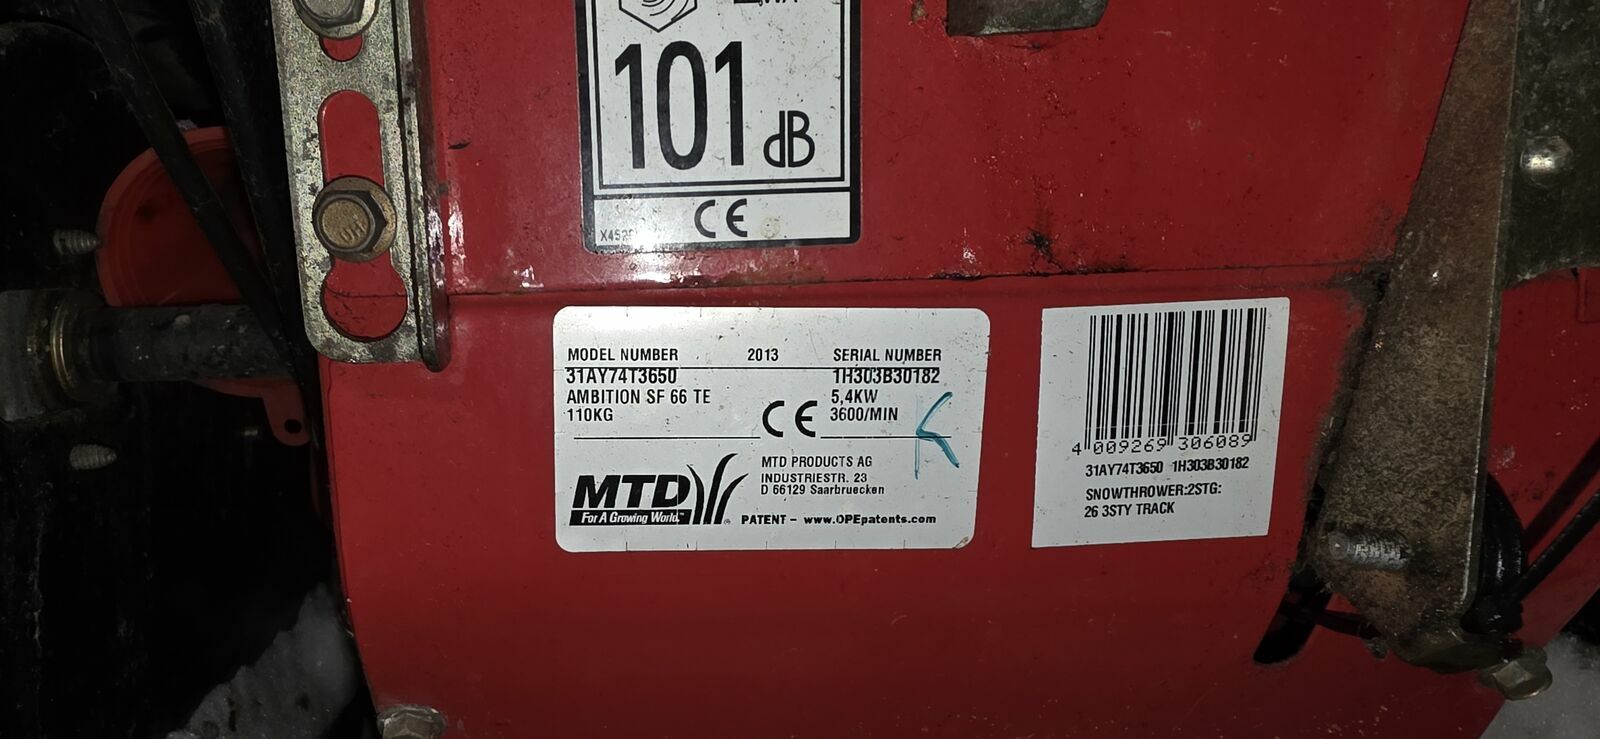 101 dB
CE
MODEL NUMBER 2013 SERIAL NUMBER
31AY74T3650 1H303B30182
AMBITION SF 66 TE 5,4KW
110KG CE 3600/MIN
MTD PRODUCTS AG
INDUSTRIESTR. 23
D 66129 Saarbruecken
MTD
For A Growing World.™
PATENT - www.OPEpatents.com
4 009269 306089
31AY74T3650 1H303B30182
SNOWTHROWER:2STG:
26 3STY TRACK